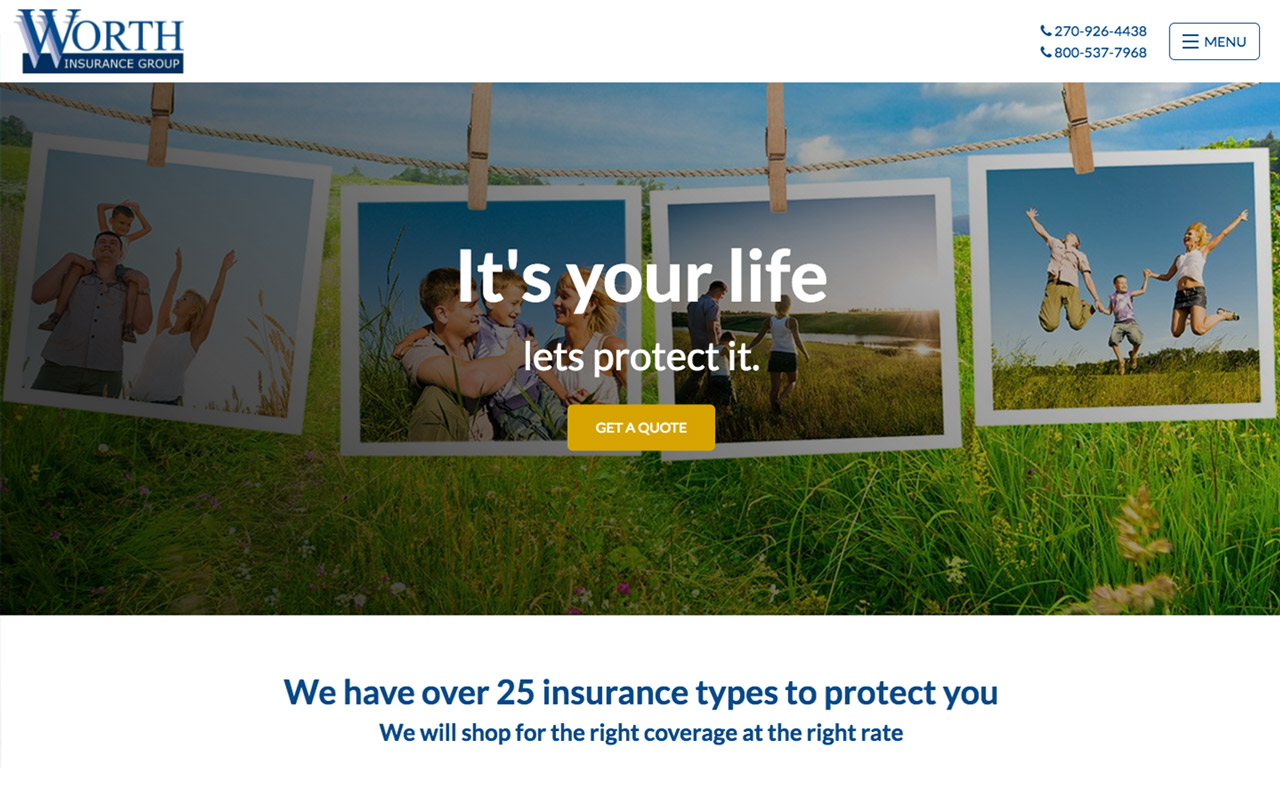 WORTH
INSURANCE GROUP
270-926-4438
800-537-7968
MENU
It's your life
lets protect it.
GET A QUOTE
We have over 25 insurance types to protect you
We will shop for the right coverage at the right rate